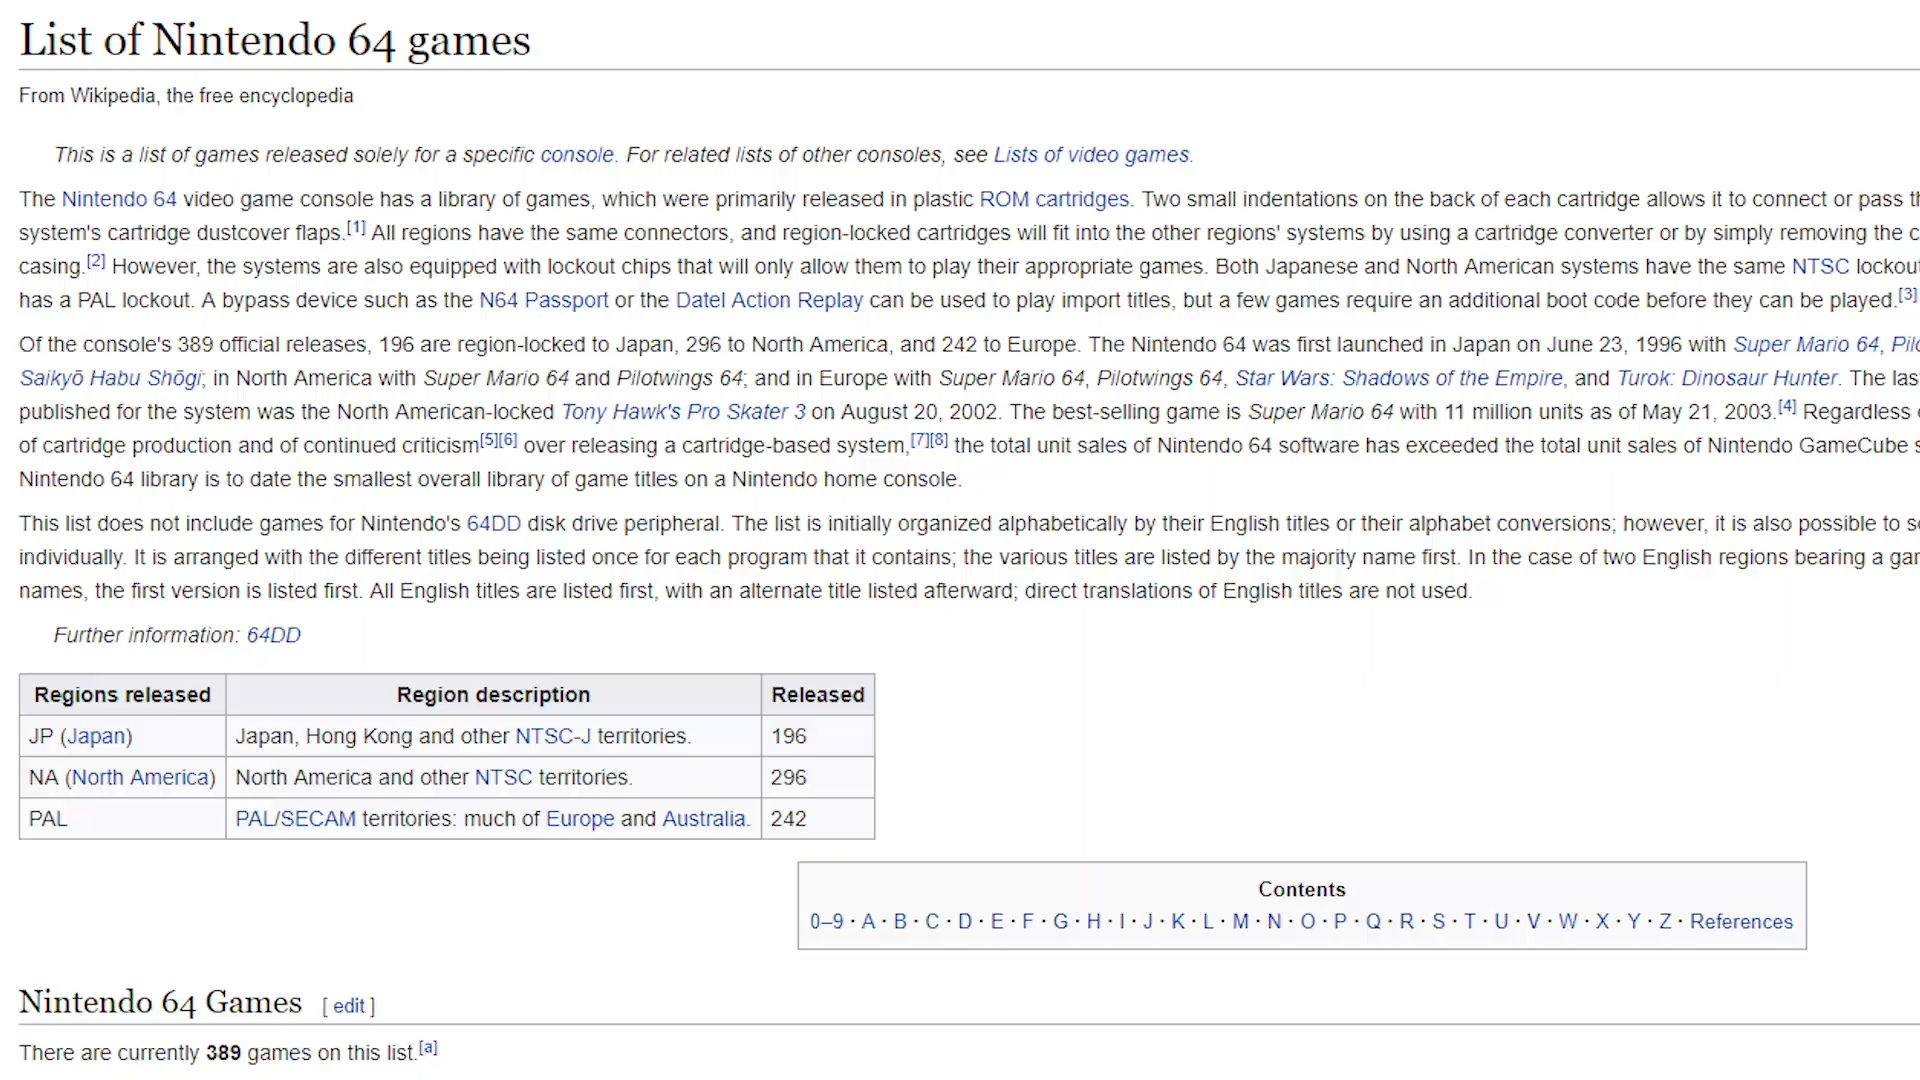 List of Nintendo 64 games
From Wikipedia, the free encyclopedia
This is a list of games released solely for a specific console. For related lists of other consoles, see Lists of video games.
The Nintendo 64 video game console has a library of games, which were primarily released in plastic ROM cartridges. Two small indentations on the back of each cartridge allows it to connect or pass
system's cartridge dustcover flaps.[1] All regions have the same connectors, and region-locked cartridges will fit into the other regions' systems by using a cartridge converter or by simply removing the
casing.[2] However, the systems are also equipped with lockout chips that will only allow them to play their appropriate games. Both Japanese and North American systems have the same NTSC lockout
has a PAL lockout. A bypass device such as the N64 Passport or the Datel Action Replay can be used to play import titles, but a few games require an additional boot code before they can be played.[3]
Of the console's 389 official releases, 196 are region-locked to Japan, 296 to North America, and 242 to Europe. The Nintendo 64 was first launched in Japan on June 23, 1996 with Super Mario 64,
Saikyō Habu Shōgi; in North America with Super Mario 64 and Pilotwings 64; and in Europe with Super Mario 64, Pilotwings 64, Star Wars: Shadows of the Empire, and Turok: Dinosaur Hunter. The
published for the system was the North American-locked Tony Hawk's Pro Skater 3 on August 20, 2002. The best-selling game is Super Mario 64 with 11 million units as of May 21, 2003.[4] Regardless
of cartridge production and of continued criticism[5][6] over releasing a cartridge-based system,[7][8] the total unit sales of Nintendo 64 software has exceeded the total unit sales of Nintendo GameCube
Nintendo 64 library is to date the smallest overall library of game titles on a Nintendo home console.
This list does not include games for Nintendo's 64DD disk drive peripheral. The list is initially organized alphabetically by their English titles or their alphabet conversions; however, it is also possible to
individually. It is arranged with the different titles being listed once for each program that it contains; the various titles are listed by the majority name first. In the case of two English regions bearing a
names, the first version is listed first. All English titles are listed first, with an alternate title listed afterward; direct translations of English titles are not used.
Further information: 64DD
Regions released Region description Released
JP (Japan) Japan, Hong Kong and other NTSC-J territories. 196
NA (North America) North America and other NTSC territories. 296
PAL PAL/SECAM territories: much of Europe and Australia. 242
Contents
0–9 · A · B · C · D · E · F · G · H · I · J · K · L · M · N · O · P · Q · R · S · T · U · V · W · X · Y · Z · References
Nintendo 64 Games [ edit ]
There are currently 389 games on this list.[a]